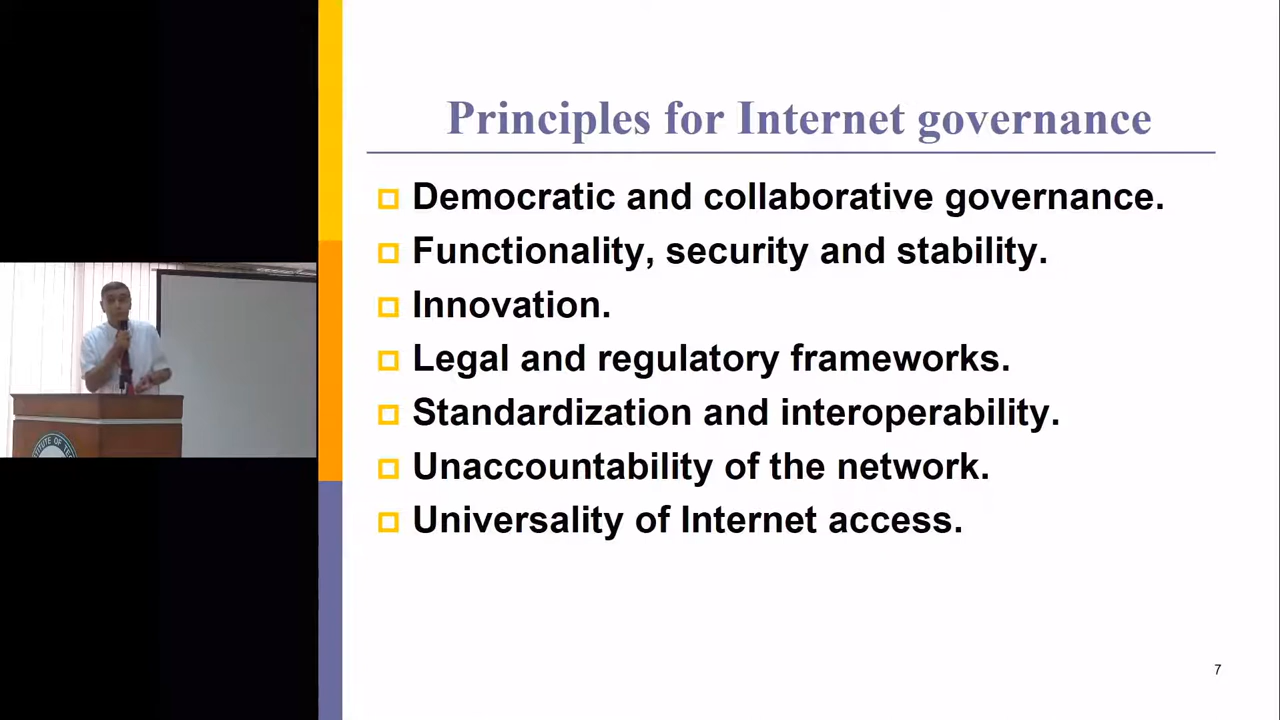 Principles for Internet governance
Democratic and collaborative governance.
Functionality, security and stability.
Innovation.
Legal and regulatory frameworks.
Standardization and interoperability.
Unaccountability of the network.
Universality of Internet access.
7